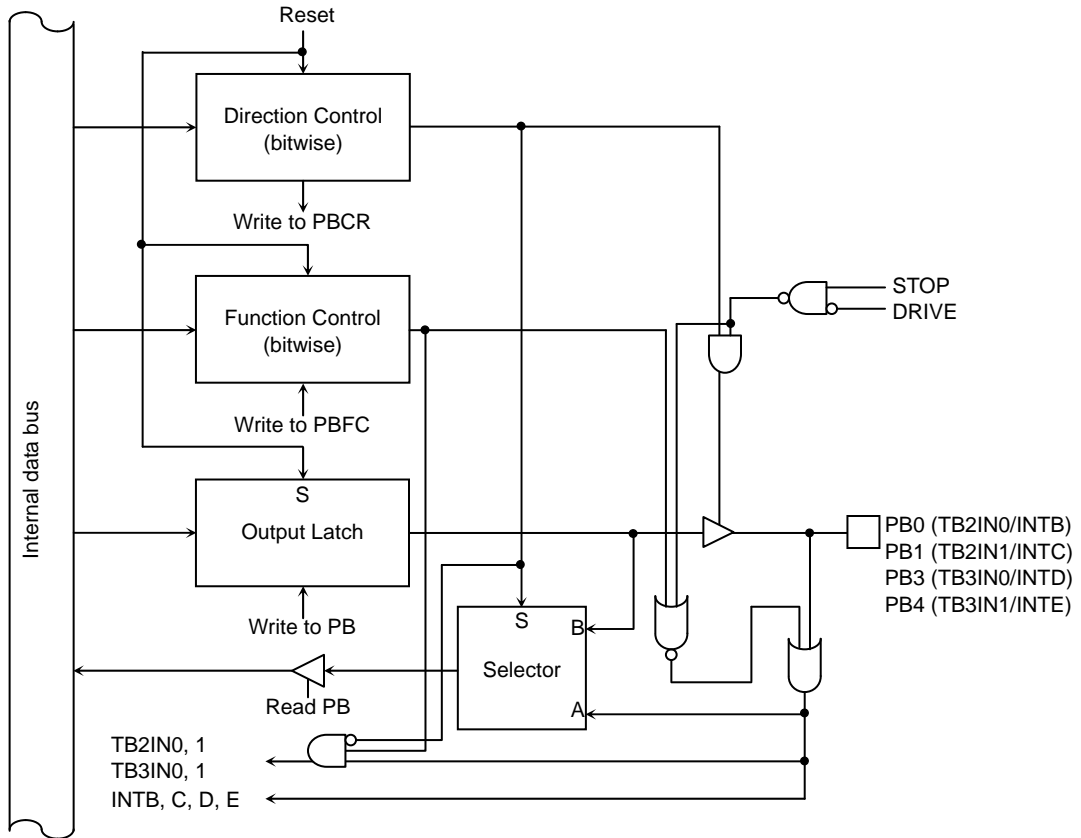 Reset
Direction Control
(bitwise)
Write to PBCR
STOP
DRIVE
Function Control
(bitwise)
Write to PBFC
Internal data bus
S
Output Latch
PB0 (TB2IN0/INTB)
PB1 (TB2IN1/INTC)
PB3 (TB3IN0/INTD)
PB4 (TB3IN1/INTE)
Write to PB
S
B
Selector
A
Read PB
TB2IN0, 1
TB3IN0, 1
INTB, C, D, E